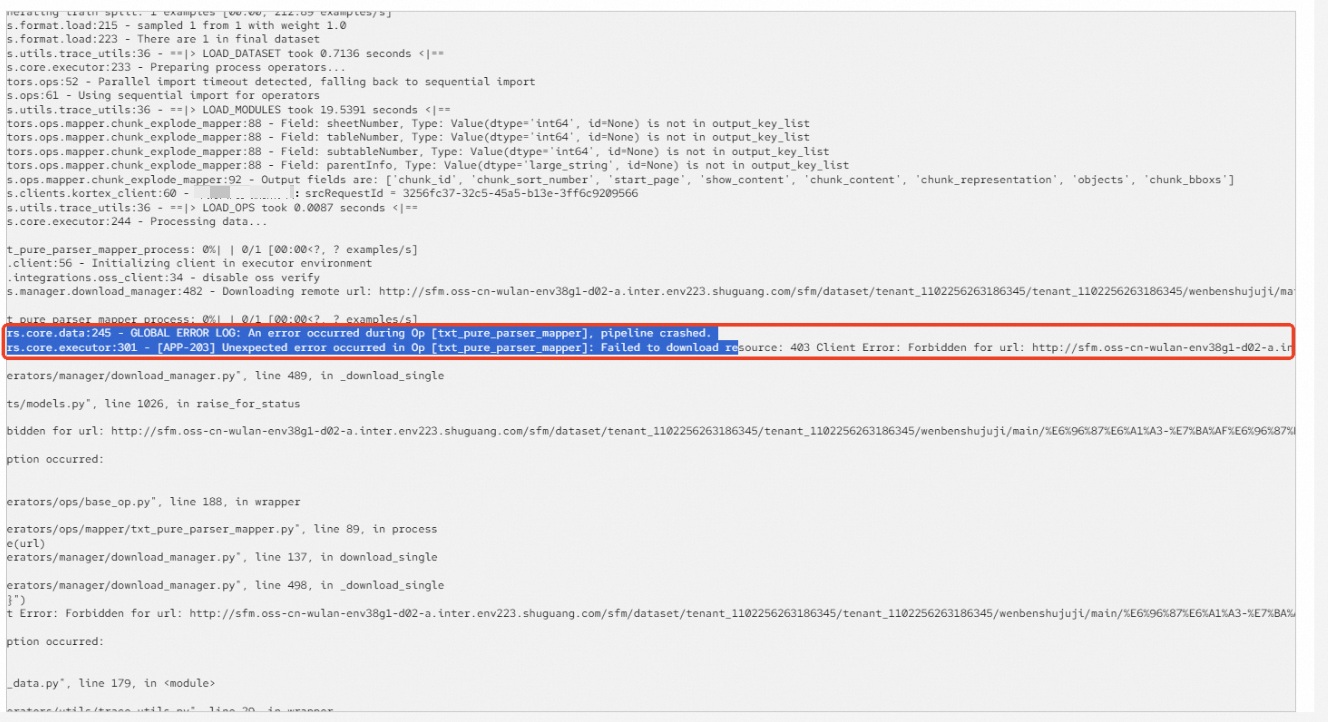 nerating train split: 1 examples [00:00, 212.69 examples/s]
s.format.load:215 - sampled 1 from 1 with weight 1.0
s.format.load:223 - There are 1 in final dataset
s.utils.trace_utils:36 - ==|> LOAD_DATASET took 0.7136 seconds <|==
s.core.executor:233 - Preparing process operators...
tors.ops:52 - Parallel import timeout detected, falling back to sequential import
s.ops:61 - Using sequential import for operators
s.utils.trace_utils:36 - ==|> LOAD_MODULES took 19.5391 seconds <|==
tors.ops.mapper.chunk_explode_mapper:88 - Field: sheetNumber, Type: Value(dtype='int64', id=None) is not in output_key_list
tors.ops.mapper.chunk_explode_mapper:88 - Field: tableNumber, Type: Value(dtype='int64', id=None) is not in output_key_list
tors.ops.mapper.chunk_explode_mapper:88 - Field: subtableNumber, Type: Value(dtype='int64', id=None) is not in output_key_list
tors.ops.mapper.chunk_explode_mapper:88 - Field: parentInfo, Type: Value(dtype='large_string', id=None) is not in output_key_list
s.ops.mapper.chunk_explode_mapper:92 - Output fields are: ['chunk_id', 'chunk_sort_number', 'start_page', 'show_content', 'chunk_content', 'chunk_representation', 'objects', 'chunk_bboxs']
s.clients.kortex_client:60 - : srcRequestId = 3256fc37-32c5-45a5-b13e-3ff6c9209566
s.utils.trace_utils:36 - ==|> LOAD_OPS took 0.0087 seconds <|==
s.core.executor:244 - Processing data...
t_pure_parser_mapper_process: 0%| | 0/1 [00:00<?, ? examples/s]
.client:56 - Initializing client in executor environment
.integrations.oss_client:34 - disable oss verify
s.manager.download_manager:482 - Downloading remote url: http://sfm.oss-cn-wulan-env38g1-d02-a.inter.env223.shuguang.com/sfm/dataset/tenant_1102256263186345/tenant_1102256263186345/wenbenshujuji/ma
t_pure_parser_mapper_process: 0%| | 0/1 [00:00<?, ? examples/s]
rs.core.data:245 - GLOBAL ERROR LOG: An error occurred during Op [txt_pure_parser_mapper], pipeline crashed.
rs.core.executor:301 - [APP-203] Unexpected error occurred in Op [txt_pure_parser_mapper]: Failed to download resource: 403 Client Error: Forbidden for url: http://sfm.oss-cn-wulan-env38g1-d02-a.in
erators/manager/download_manager.py", line 489, in _download_single
ts/models.py", line 1026, in raise_for_status
bidden for url: http://sfm.oss-cn-wulan-env38g1-d02-a.inter.env223.shuguang.com/sfm/dataset/tenant_1102256263186345/tenant_1102256263186345/wenbenshujuji/main/%E6%96%87%E6%A1%A3-%E7%BA%AF%E6%96%87%
ption occurred:
erators/ops/base_op.py", line 188, in wrapper
erators/ops/mapper/txt_pure_parser_mapper.py", line 89, in process
e(url)
erators/manager/download_manager.py", line 137, in download_single
erators/manager/download_manager.py", line 498, in _download_single
}")
t Error: Forbidden for url: http://sfm.oss-cn-wulan-env38g1-d02-a.inter.env223.shuguang.com/sfm/dataset/tenant_1102256263186345/tenant_1102256263186345/wenbenshujuji/main/%E6%96%87%E6%A1%A3-%E7%BA%
ption occurred:
_data.py", line 179, in <module>
erators/utils/trace_utils.py", line 29, in wrapper